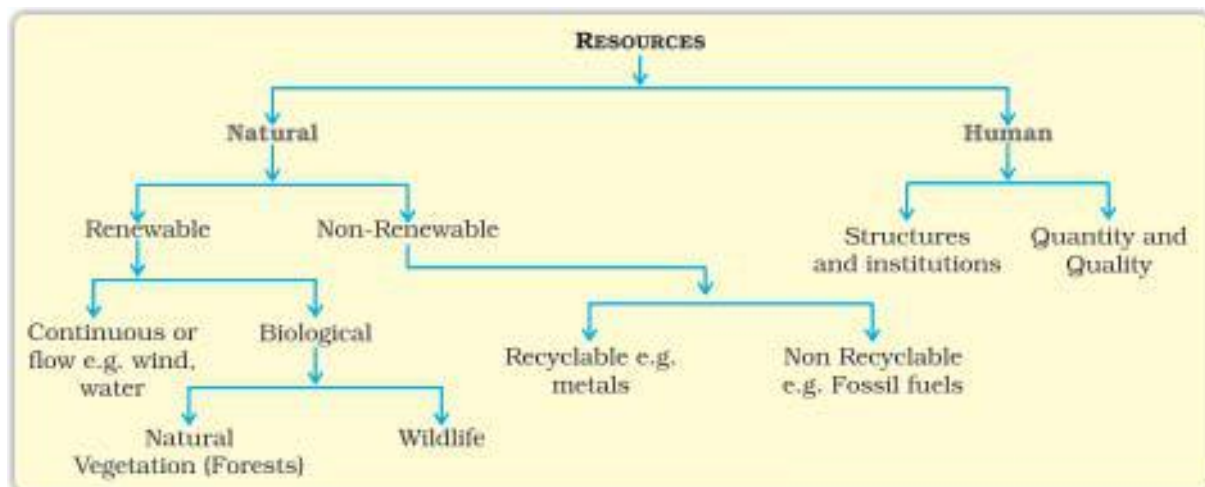 RESOURCES
Natural
Human
Renewable
Non-Renewable
Structures
and institutions
Quantity and
Quality
Continuous or
flow e.g. wind,
water
Biological
Recyclable e.g.
metals
Non Recyclable
e.g. Fossil fuels
Natural
Vegetation (Forests)
Wildlife